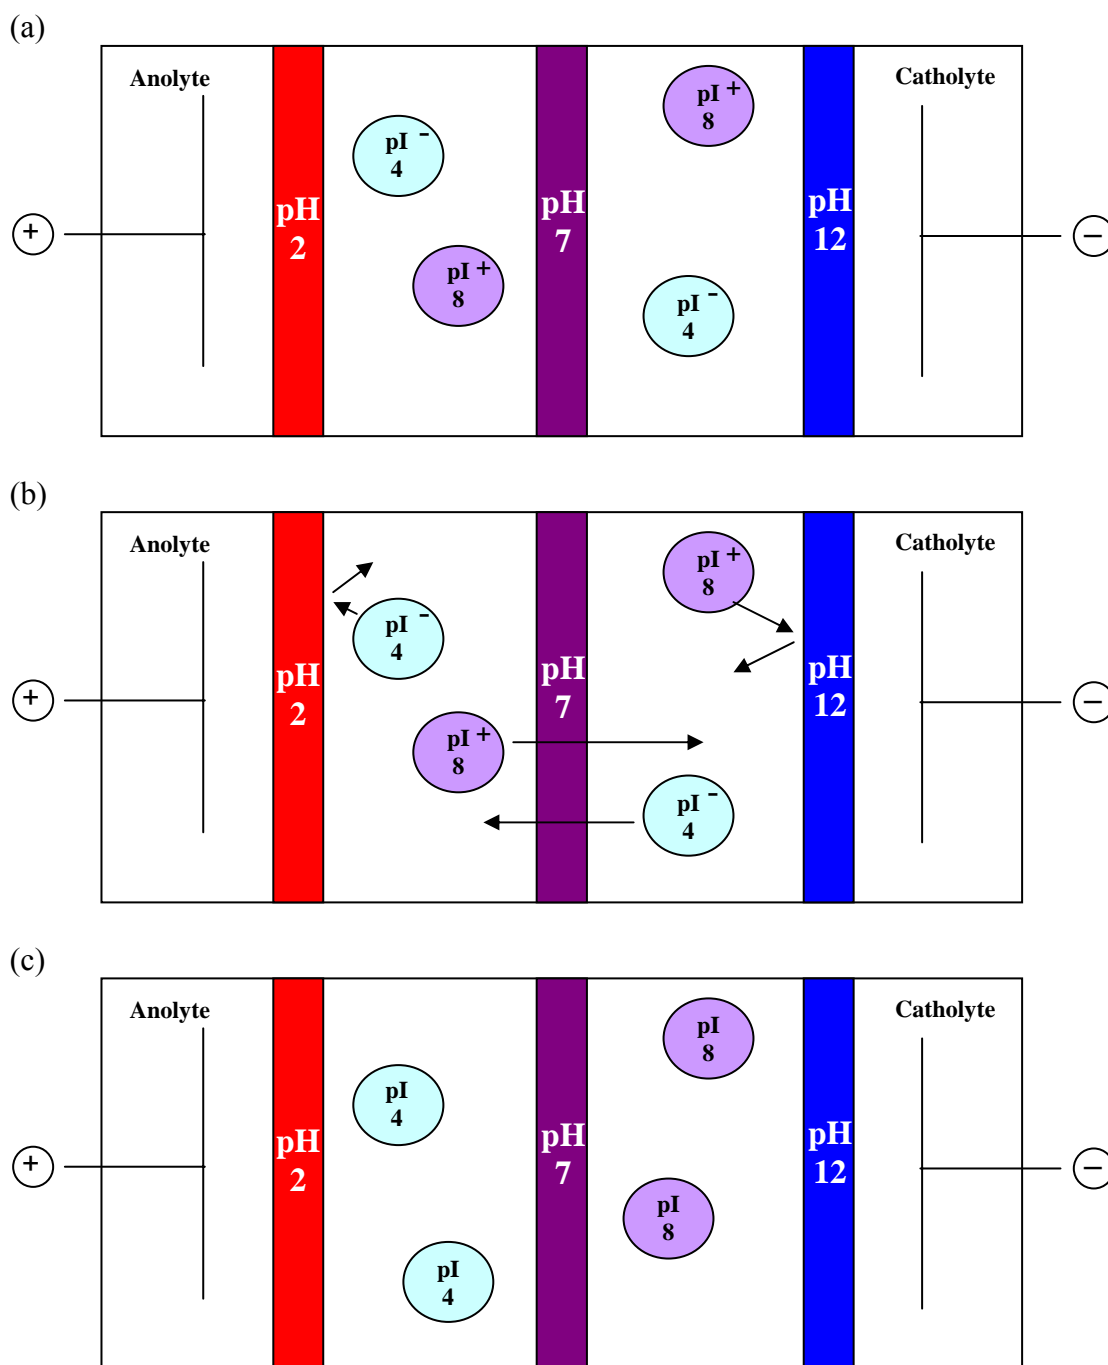 (a)
Anolyte
Catholyte
pI -
4
pI +
8
pH
2
pH
7
pH
12
+
−
pI +
8
pI -
4
(b)
Anolyte
Catholyte
pI +
8
pI -
4
pH
2
pH
7
pH
12
+
−
pI +
8
pI -
4
(c)
Anolyte
Catholyte
pI
8
pI
4
pH
2
pH
7
pH
12
+
−
pI
8
pI
4